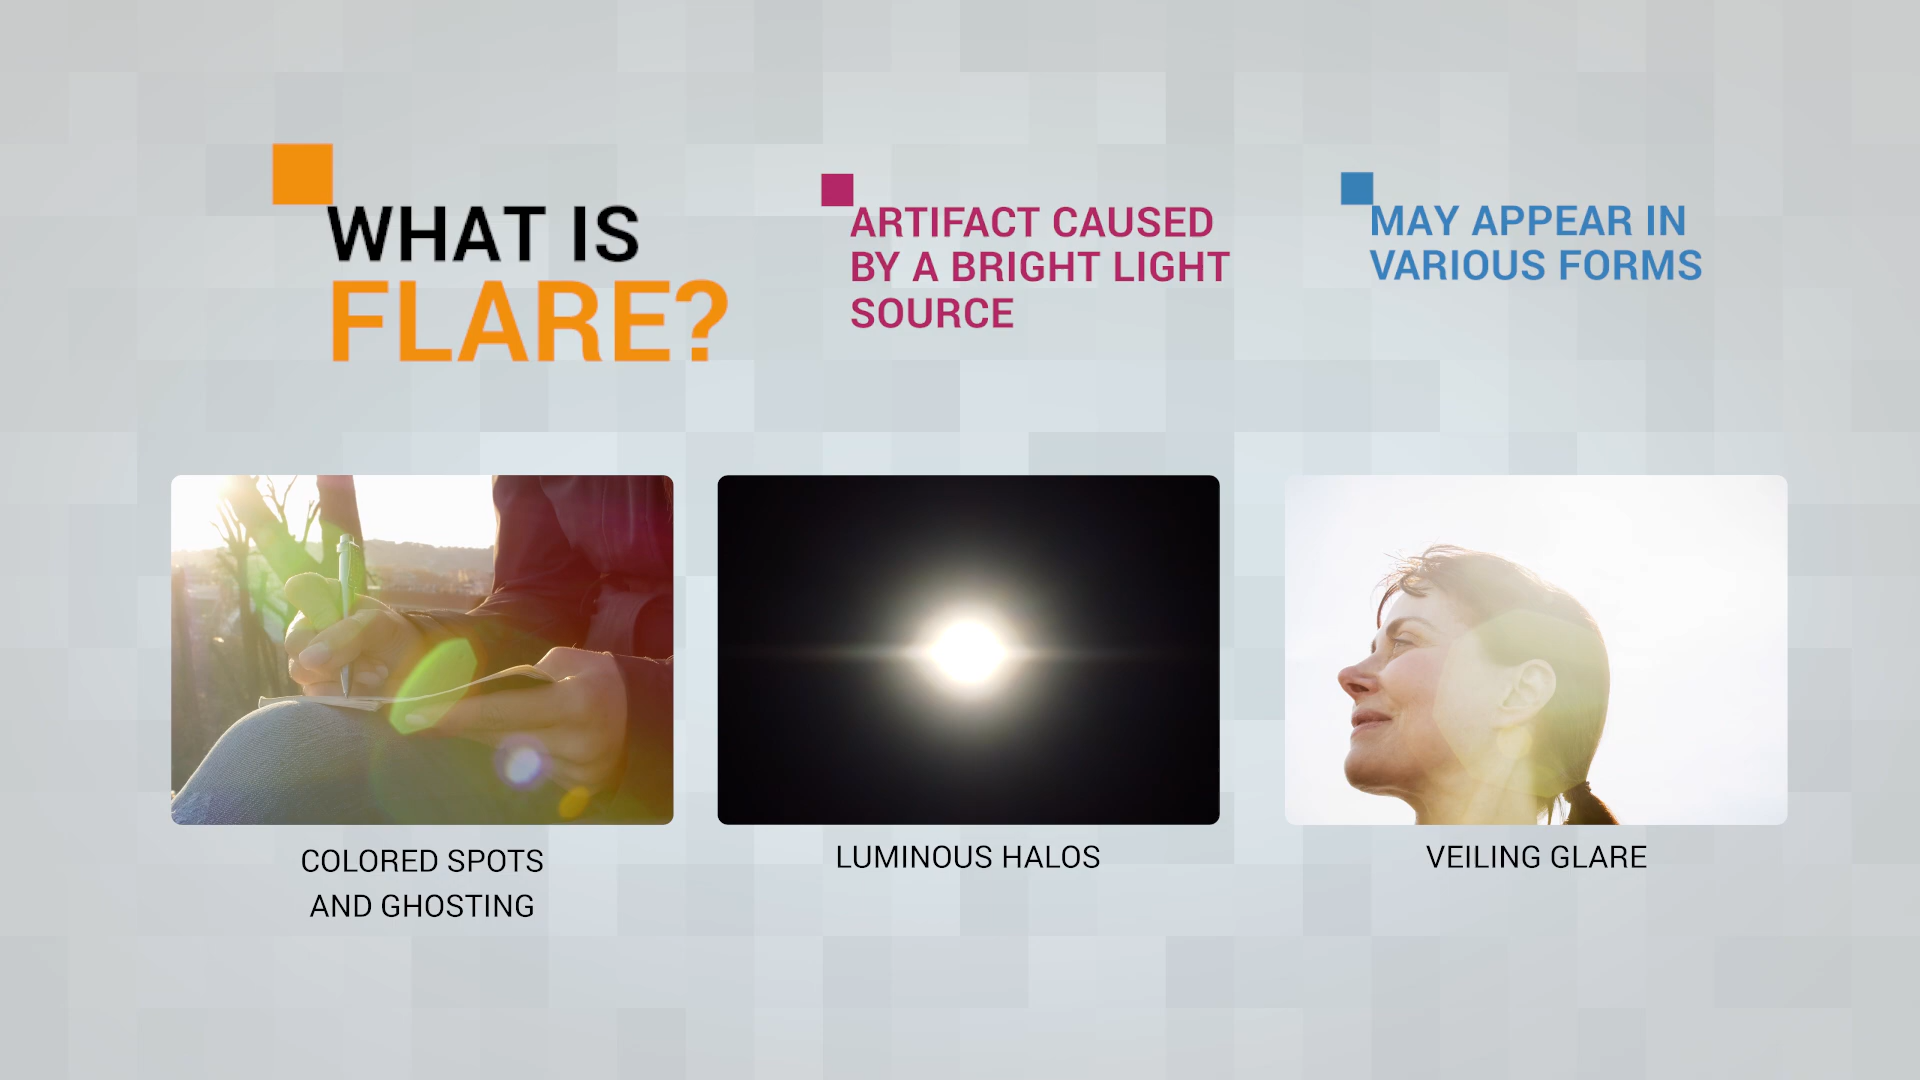 WHAT IS
FLARE?
ARTIFACT CAUSED
BY A BRIGHT LIGHT
SOURCE
MAY APPEAR IN
VARIOUS FORMS
COLORED SPOTS
AND GHOSTING
LUMINOUS HALOS
VEILING GLARE